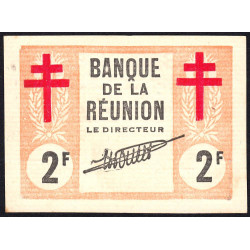 BANQUE
DE LA
RÉUNION
LE DIRECTEUR
2F 2F